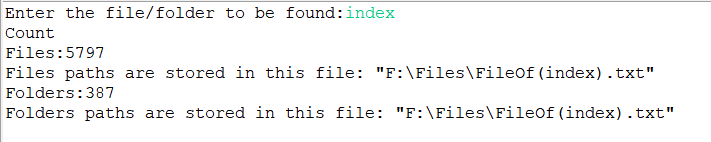 Enter the file/folder to be found:index
Count
Files:5797
Files paths are stored in this file: "F:\Files\FileOf(index).txt"
Folders:387
Folders paths are stored in this file: "F:\Files\FileOf(index).txt"